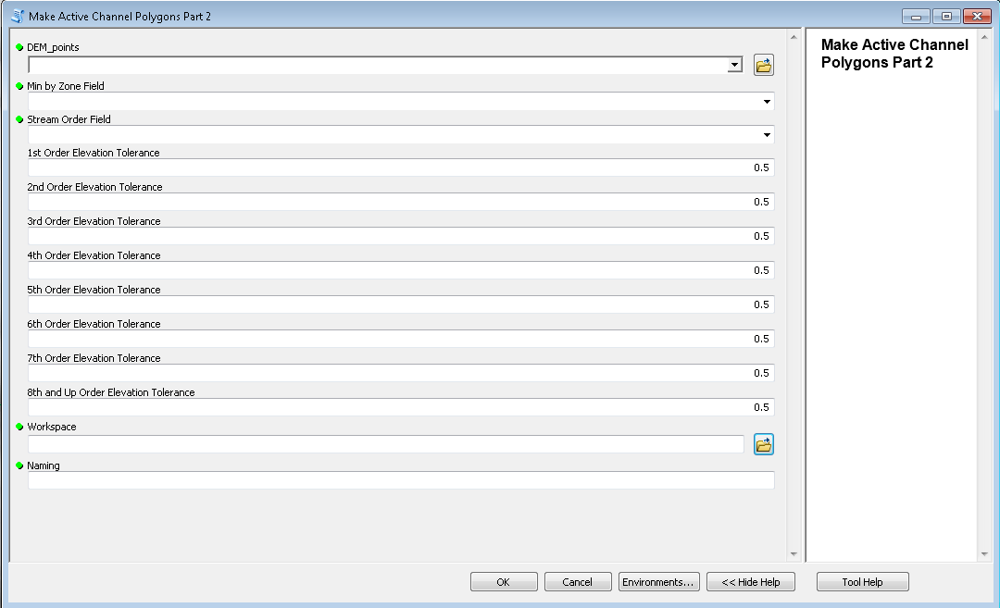 Make Active Channel Polygons Part 2
DEM_points
Min by Zone Field
Stream Order Field
1st Order Elevation Tolerance
0.5
2nd Order Elevation Tolerance
0.5
3rd Order Elevation Tolerance
0.5
4th Order Elevation Tolerance
0.5
5th Order Elevation Tolerance
0.5
6th Order Elevation Tolerance
0.5
7th Order Elevation Tolerance
0.5
8th and Up Order Elevation Tolerance
0.5
Workspace
Naming
OK
Cancel
Environments...
<< Hide Help
Make Active Channel
Polygons Part 2
Tool Help